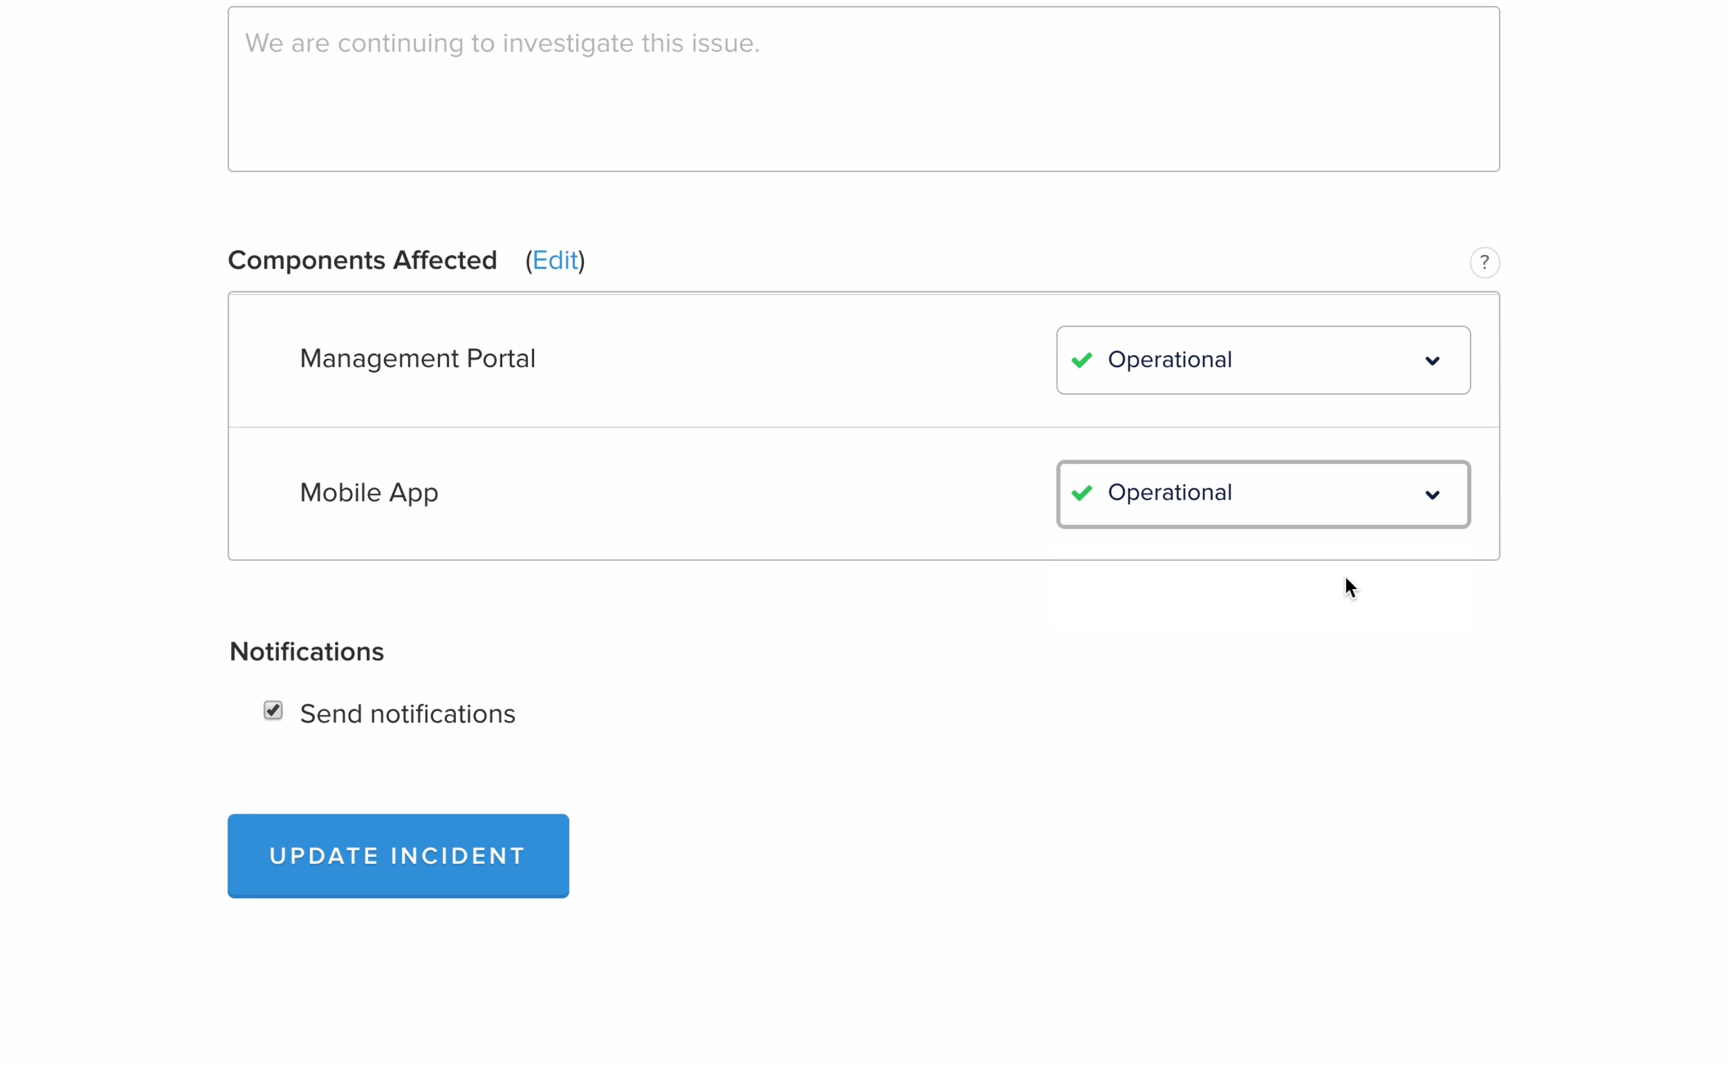 We are continuing to investigate this issue.
Components Affected (Edit)
?
Management Portal
Operational
Mobile App
Operational
Notifications
Send notifications
UPDATE INCIDENT